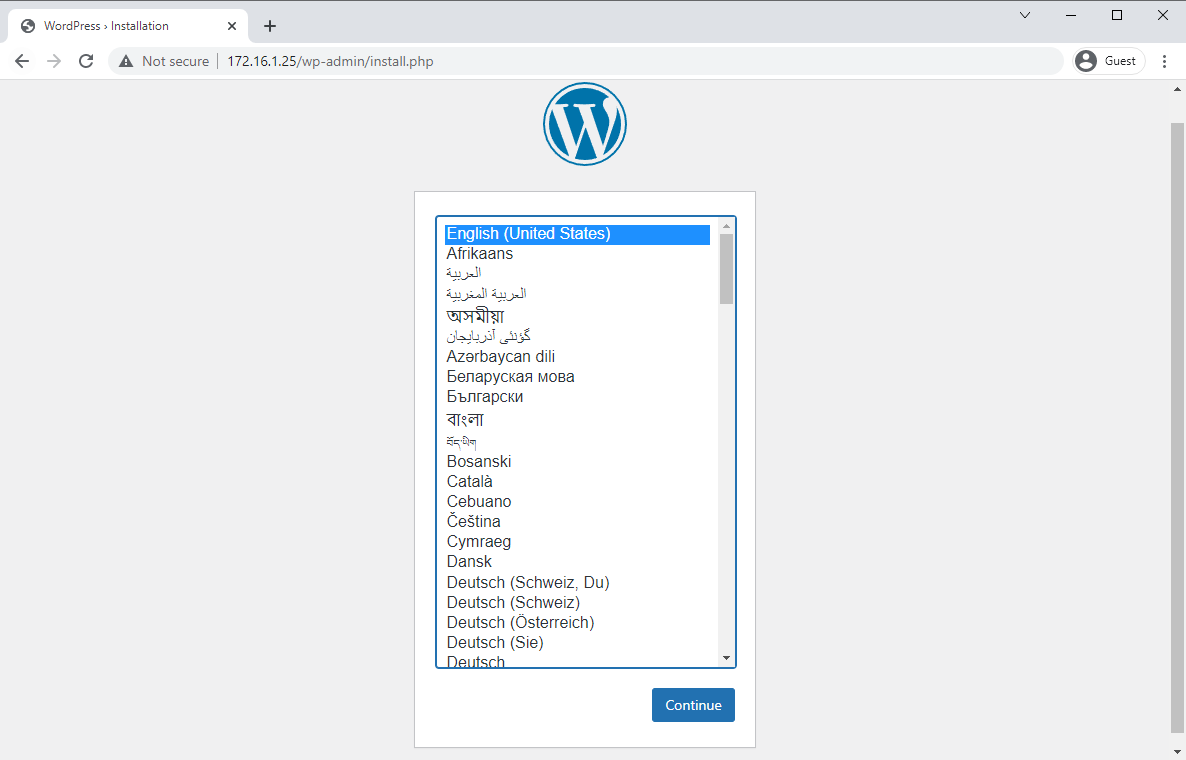 WordPress › Installation
Not secure
172.16.1.25/wp-admin/install.php
Guest
English (United States)
Afrikaans
العربية
العربية المغربية
অসমীয়া
گؤنئی آذربایجان
Azərbaycan dili
Беларуская мова
Български
বাংলা
བོད་ཡིག
Bosanski
Català
Cebuano
Čeština
Cymraeg
Dansk
Deutsch (Schweiz, Du)
Deutsch (Schweiz)
Deutsch (Österreich)
Deutsch (Sie)
Deutsch
Continue